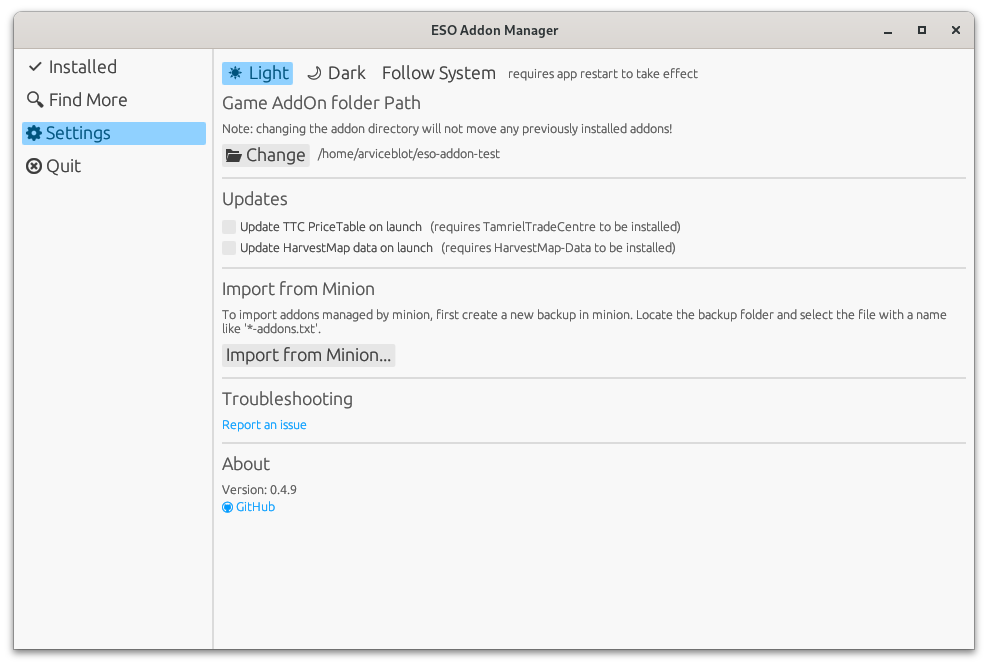 ESO Addon Manager
Installed
Find More
Settings
Quit
Light Dark Follow System requires app restart to take effect
Game AddOn folder Path
Note: changing the addon directory will not move any previously installed addons!
Change /home/arviceblot/eso-addon-test
Updates
Update TTC PriceTable on launch (requires TamrielTradeCentre to be installed)
Update HarvestMap data on launch (requires HarvestMap-Data to be installed)
Import from Minion
To import addons managed by minion, first create a new backup in minion. Locate the backup folder and select the file with a name
like '*-addons.txt'.
Import from Minion...
Troubleshooting
Report an issue
About
Version: 0.4.9
GitHub